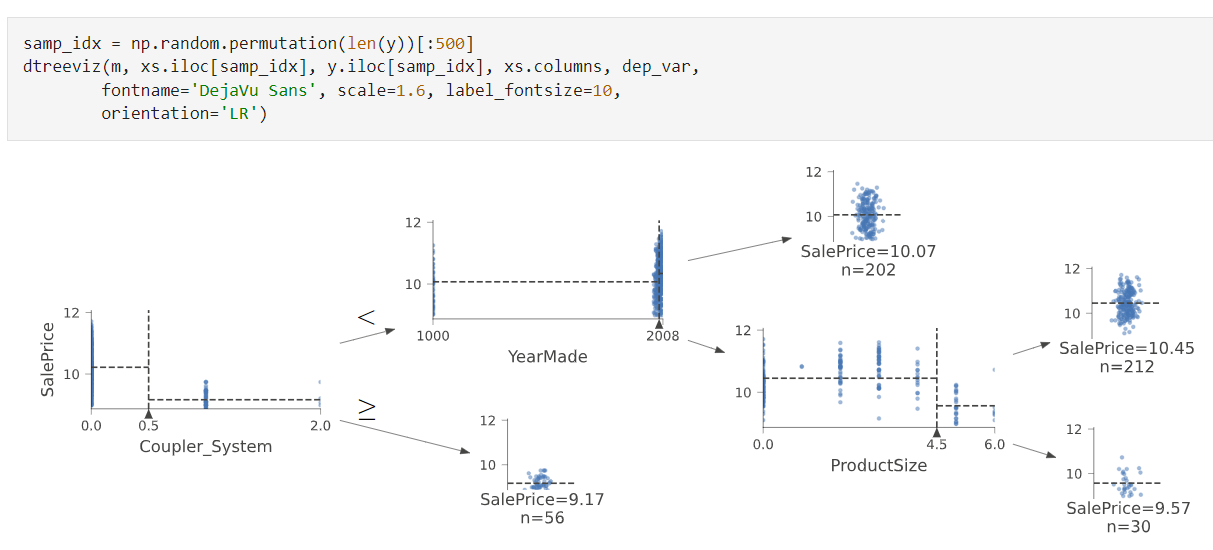 samp_idx = np.random.permutation(len(y))[:500]
dtreeviz(m, xs.iloc[samp_idx], y.iloc[samp_idx], xs.columns, dep_var,
fontname='DejaVu Sans', scale=1.6, label_fontsize=10,
orientation='LR')
12
10
SalePrice
0.0 0.5 2.0
Coupler_System
<
≥
12
10
1000 2008
YearMade
12
10
SalePrice=9.17
n=56
12
10
SalePrice=10.07
n=202
12
10
0.0 4.5 6.0
ProductSize
12
10
SalePrice=10.45
n=212
12
10
SalePrice=9.57
n=30